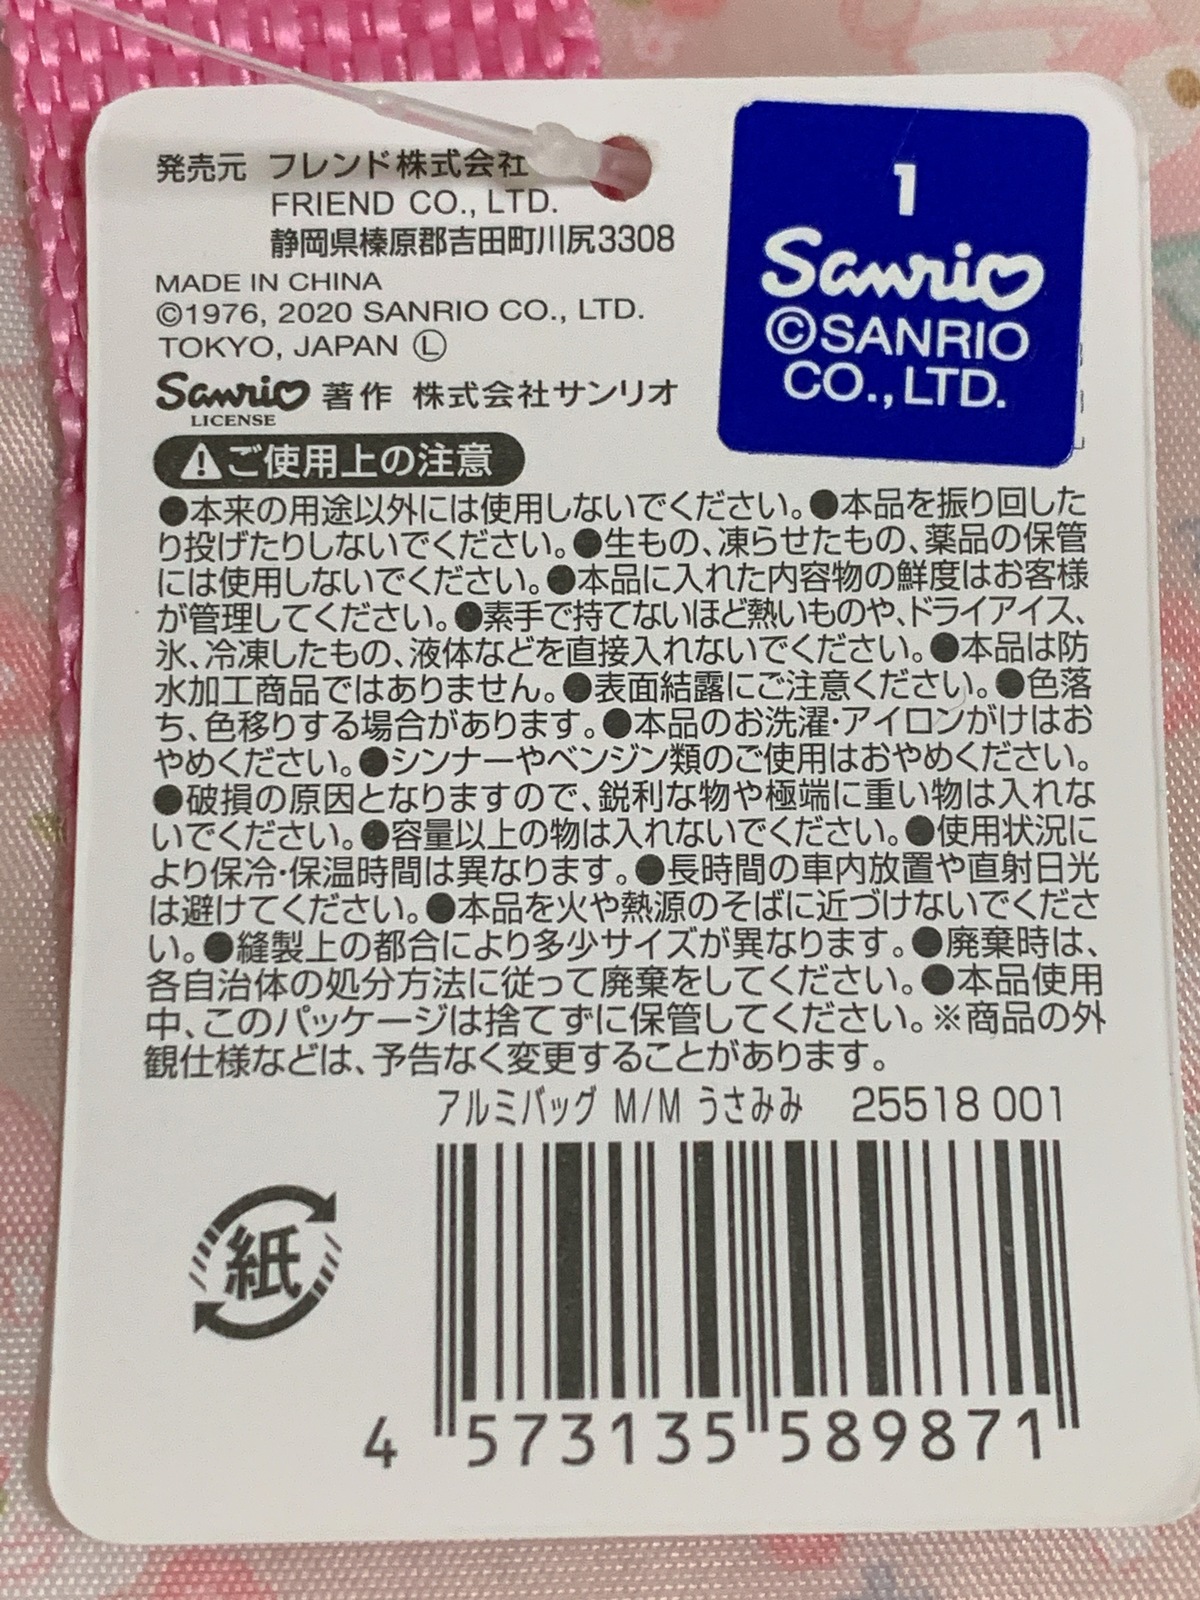 発売元 フレンド株式会社
FRIEND CO., LTD.
静岡県榛原郡吉田町川尻3308
MADE IN CHINA
©1976, 2020 SANRIO CO., LTD.
TOKYO, JAPAN Ⓛ
Sanrio 著作 株式会社サンリオ
LICENSE
1
Sanrio
©SANRIO
CO., LTD.
⚠ご使用上の注意
●本来の用途以外には使用しないでください。●本品を振り回した
り投げたりしないでください。●生もの、凍らせたもの、薬品の保管
には使用しないでください。●本品に入れた内容物の鮮度はお客様
が管理してください。●素手で持てないほど熱いものや、ドライアイス、
氷、冷凍したもの、液体などを直接入れないでください。●本品は防
水加工商品ではありません。●表面結露にご注意ください。●色落
ち、色移りする場合があります。●本品のお洗濯・アイロンがけはお
やめください。●シンナーやベンジン類のご使用はおやめください。
●破損の原因となりますので、鋭利な物や極端に重い物は入れな
いでください。●容量以上の物は入れないでください。●使用状況に
より保冷・保温時間は異なります。●長時間の車内放置や直射日光
は避けてください。●本品を火や熱源のそばに近づけないでくださ
い。●縫製上の都合により多少サイズが異なります。●廃棄時は、
各自治体の処分方法に従って廃棄をしてください。●本品使用
中、このパッケージは捨てずに保管してください。※商品の外
観仕様などは、予告なく変更することがあります。
アルミバッグ M/M うさみみ 25518 001
紙
4 573135 589871